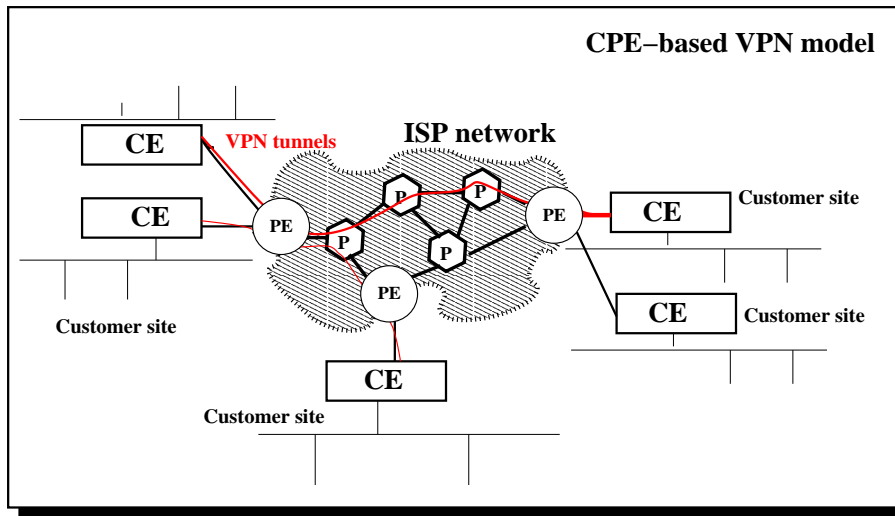 CPE–based VPN model
ISP network
VPN tunnels
CE
CE
CE
CE
CE
PE
PE
PE
P
P
P
P
Customer site
Customer site
Customer site
Customer site